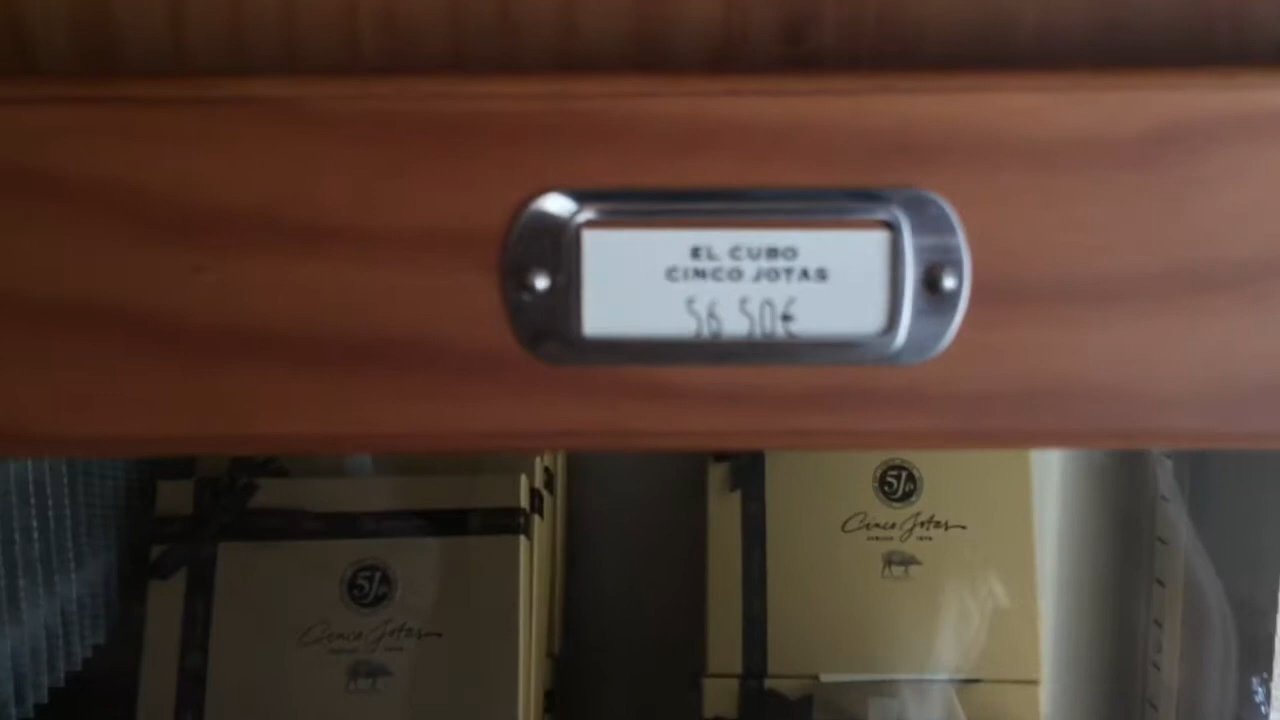 EL CUBO
CINCO JOTAS
56 50€
5J
Cinco Jotas
5J
Cinco Jotas